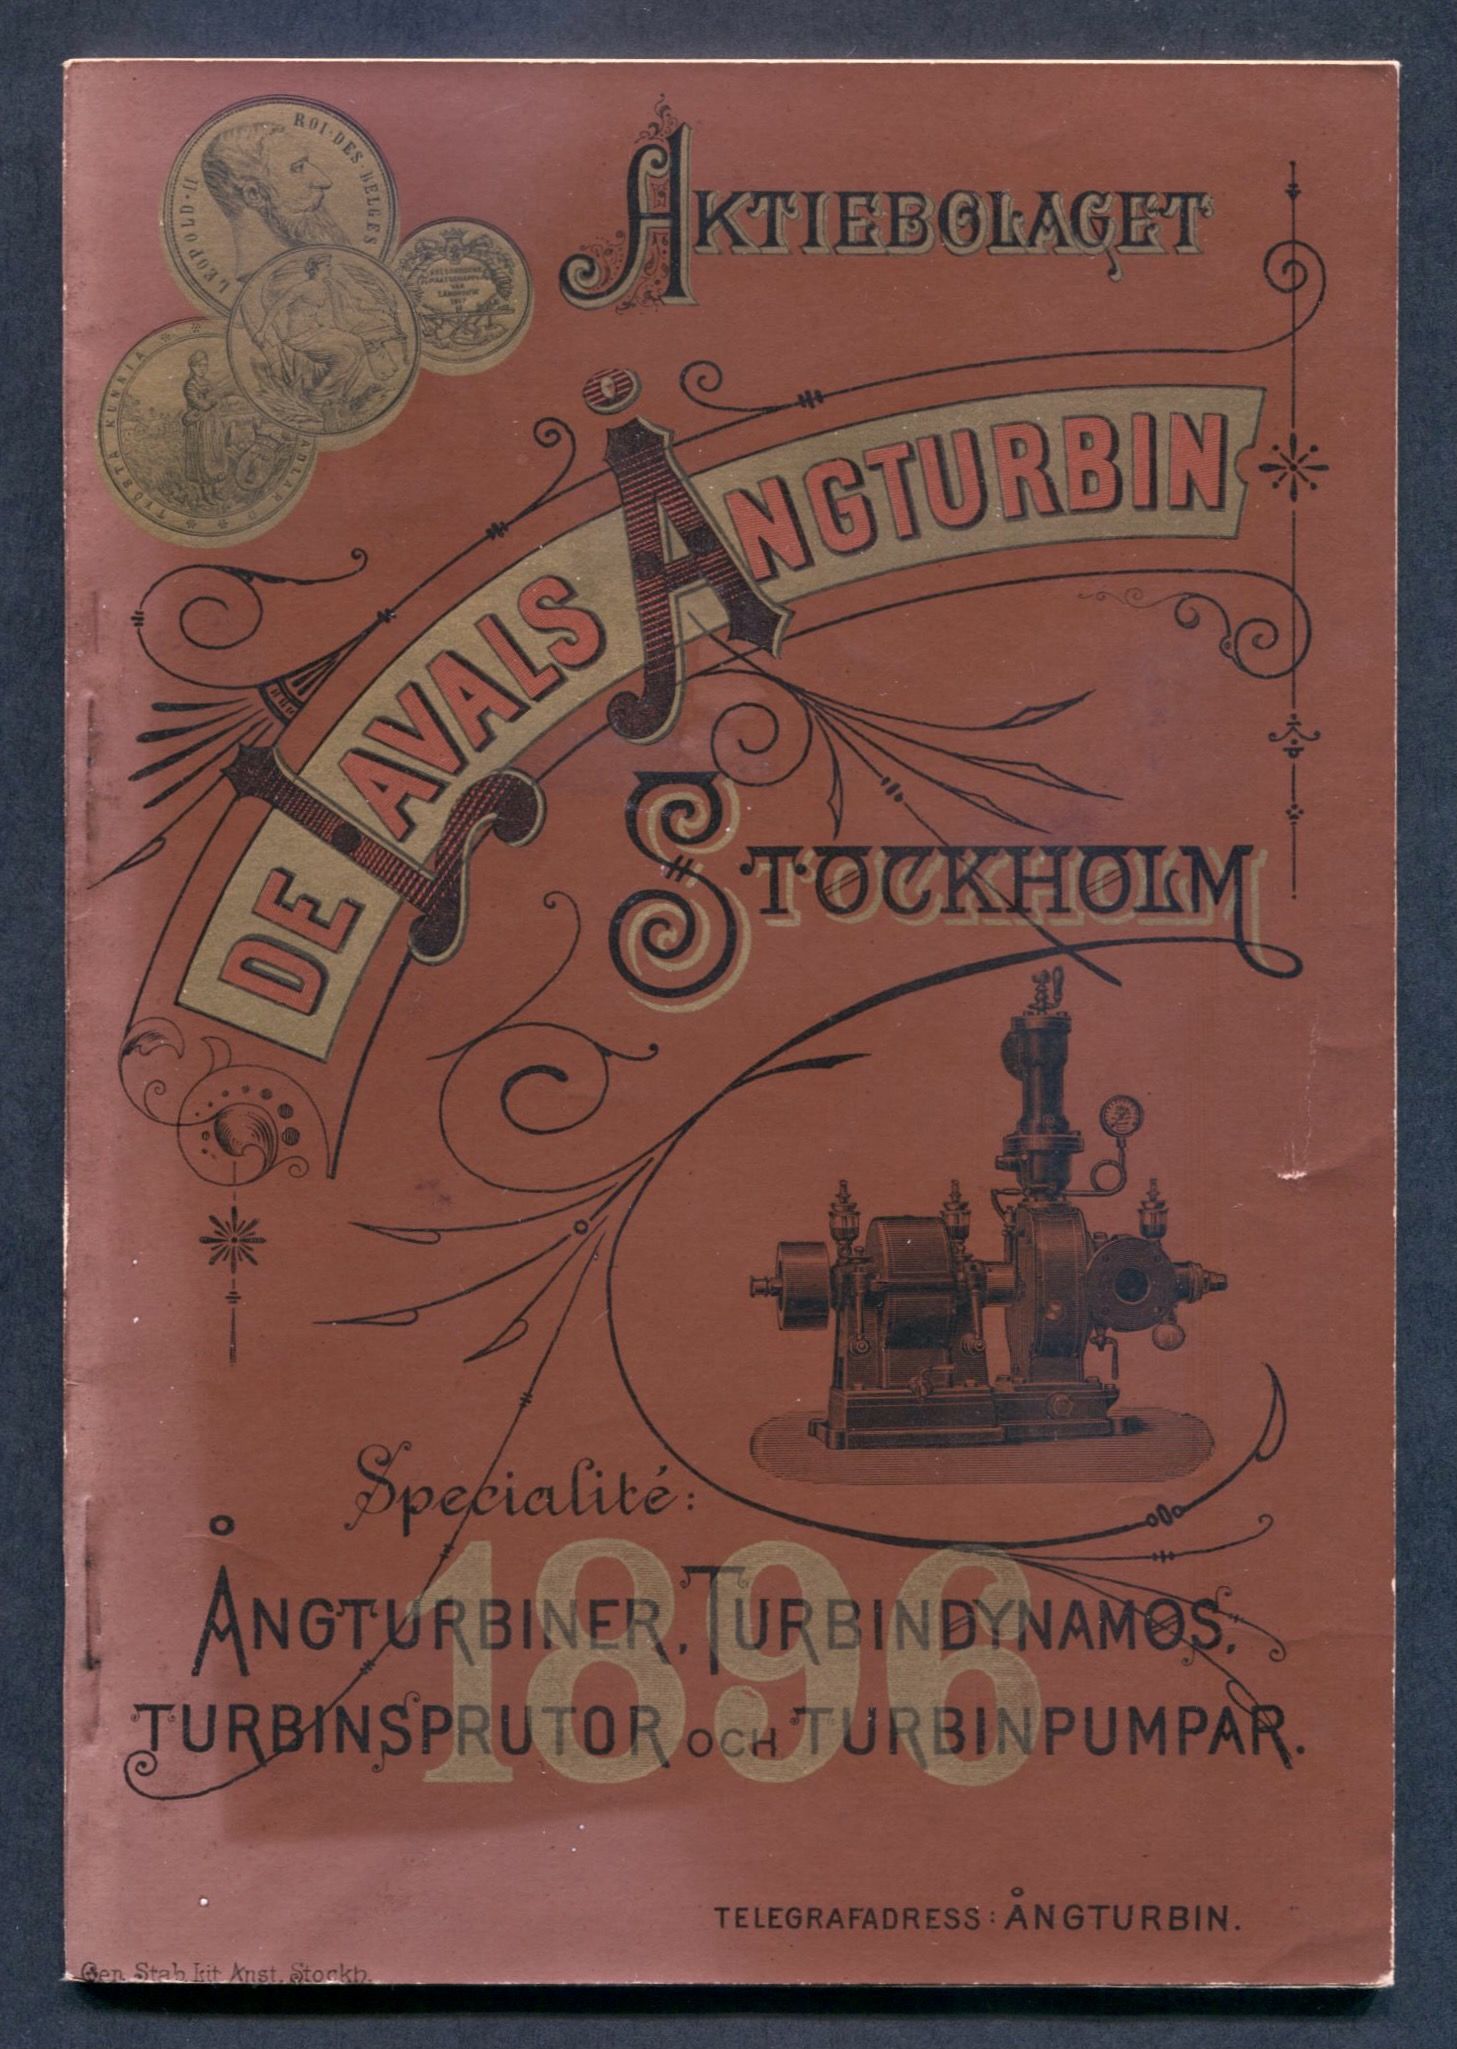 LEOPOLD·II ROI·DES·BELGES
KUNNIA
AKTIEBOLAGET
DE LAVALS ÅNGTURBIN
STOCKHOLM
Specialité:
1896
ÅNGTURBINER, TURBINDYNAMOS,
TURBINSPRUTOR OCH TURBINPUMPAR.
TELEGRAFADRESS: ÅNGTURBIN.
Gen. Stab. Lit. Anst. Stockh.